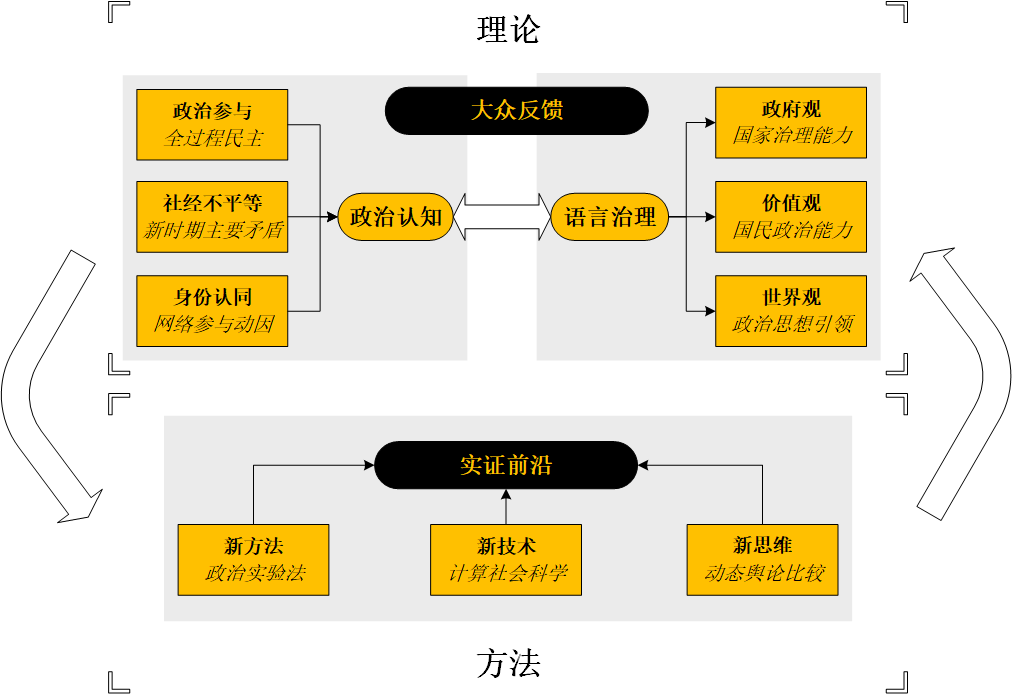 理论
大众反馈
政治参与
全过程民主
社经不平等
新时期主要矛盾
身份认同
网络参与动因
政治认知
语言治理
政府观
国家治理能力
价值观
国民政治能力
世界观
政治思想引领
实证前沿
新方法
政治实验法
新技术
计算社会科学
新思维
动态舆论比较
方法